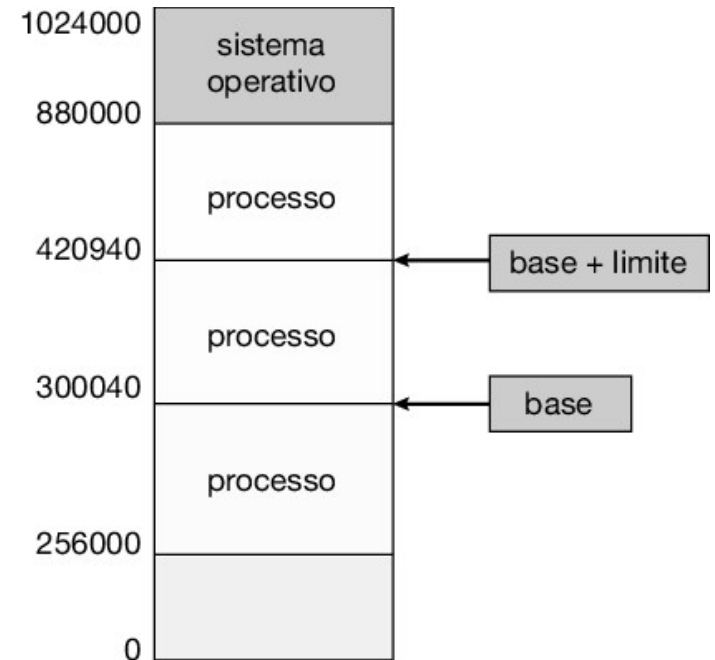 1024000
sistema
operativo
880000
processo
420940
base + limite
processo
300040
base
processo
256000
0